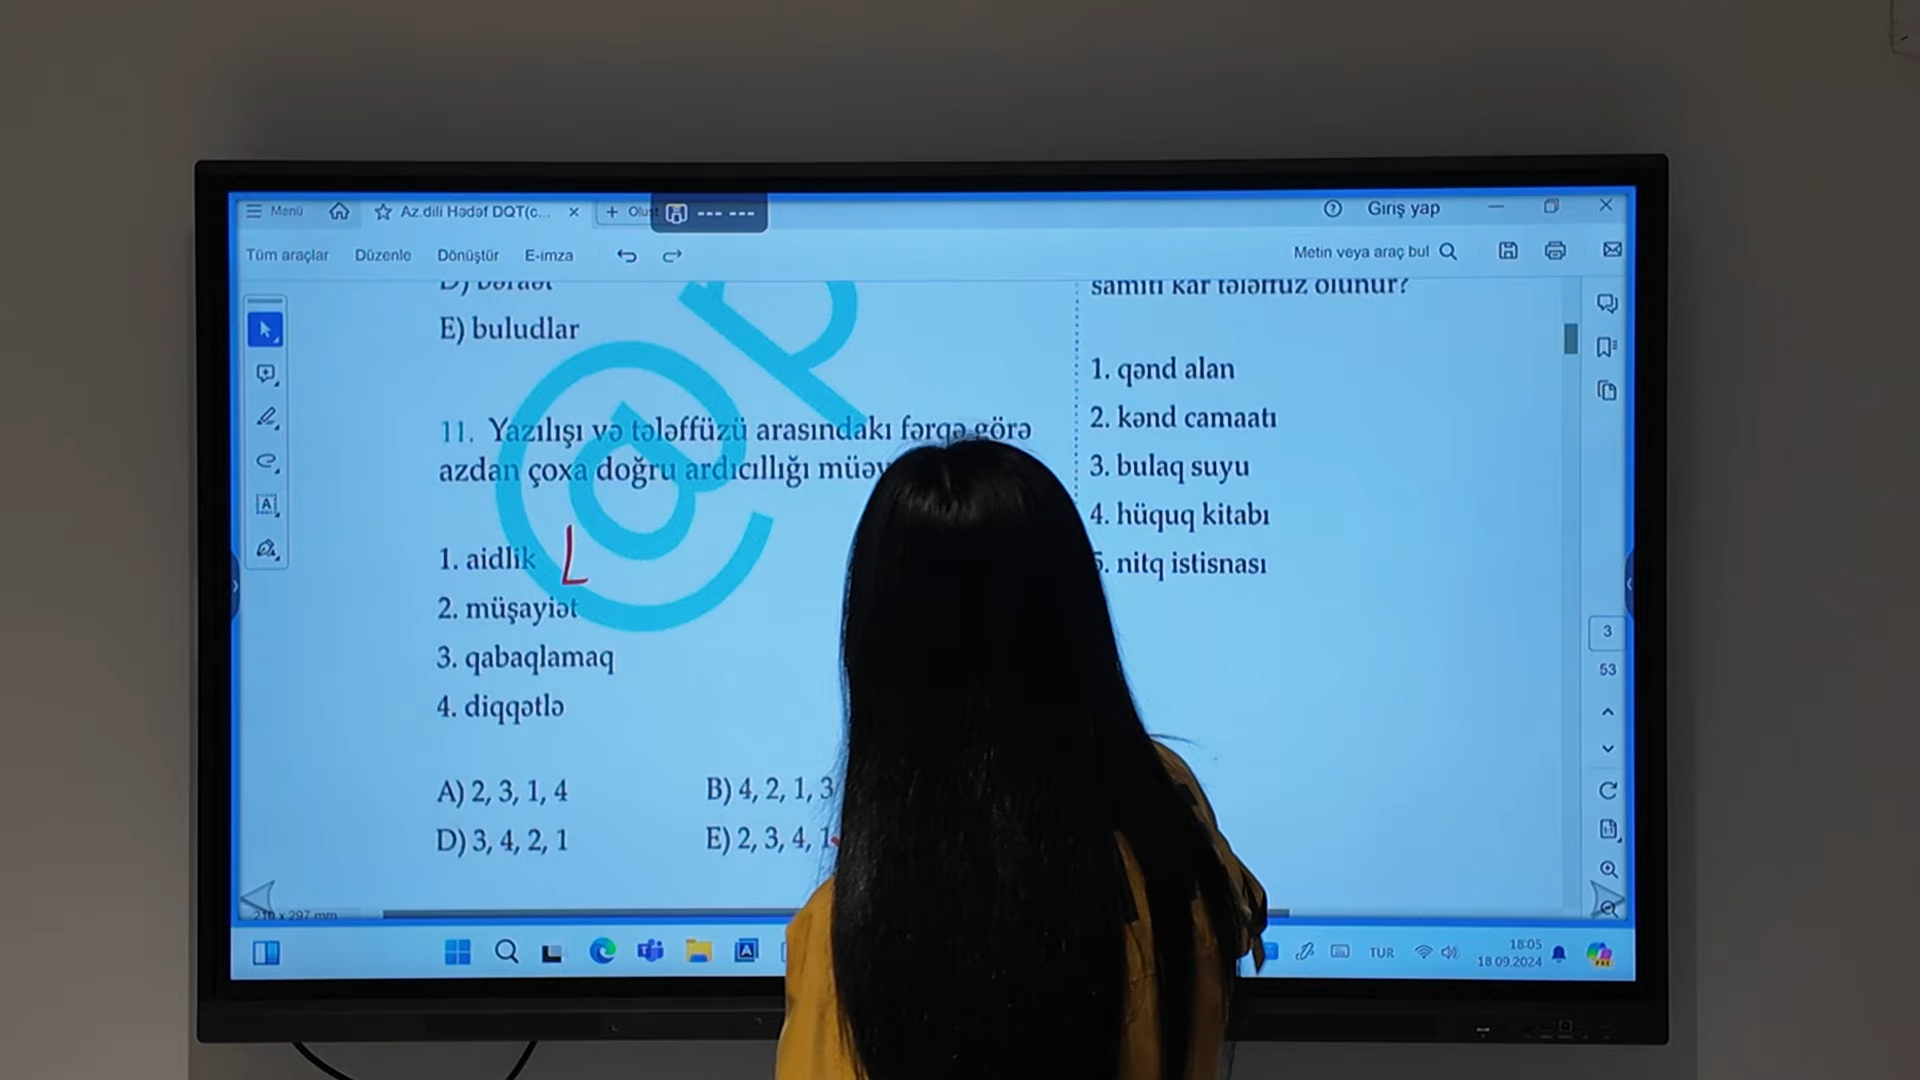 Menü
Az.dili Hədəf DQT(c...
Giriş yap
Tüm araçlar
Düzenle
Dönüştür
E-imza
Metin veya araç bul
E) buludlar
11. Yazılışı və tələffüzü arasındakı fərqə görə
azdan çoxa doğru ardıcıllığı
1. aidlik L
2. müşayiət
3. qabaqlamaq
4. diqqətlə
A) 2, 3, 1, 4
B) 4, 2, 1, 3
D) 3, 4, 2, 1
E) 2, 3, 4, 1
samiti kar tələffüz olunur?
1. qənd alan
2. kənd camaatı
3. bulaq suyu
4. hüquq kitabı
5. nitq istisnası
3
53
210 x 297 mm
TUR
18:05
18.09.2024